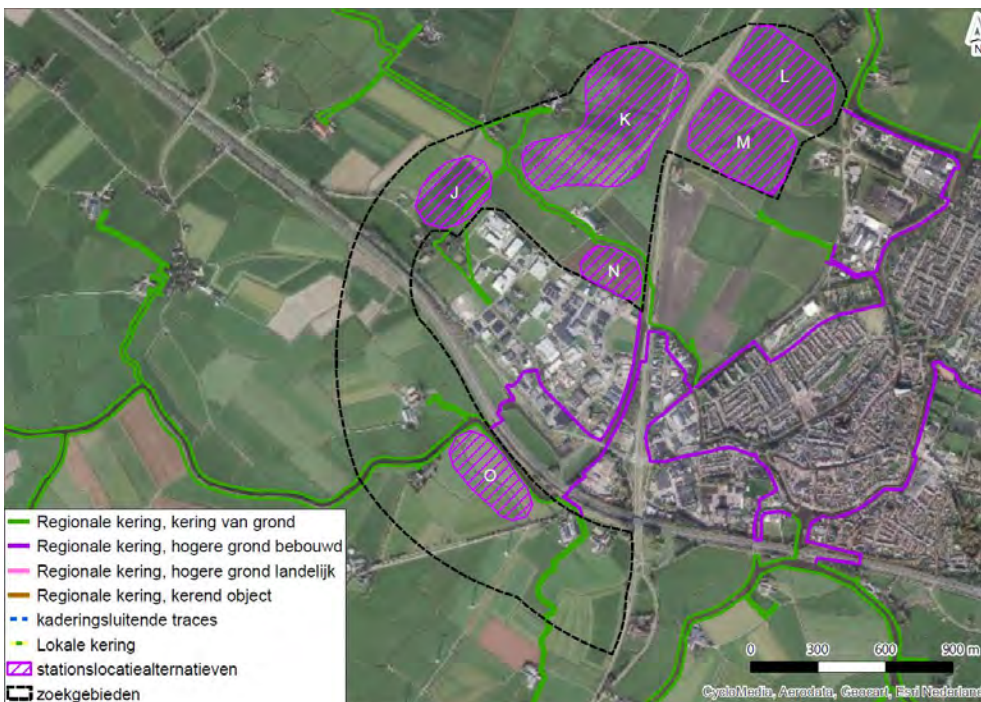 N
L
K
M
J
N
O
Regionale kering, kering van grond
Regionale kering, hogere grond bebouwd
Regionale kering, hogere grond landelijk
Regionale kering, kerend object
kaderingsluitende traces
Lokale kering
stationslocatiealternatieven
zoekgebieden
0 300 600 900 m
CycloMedia, Aerodata, Geozart, Esri Nederland